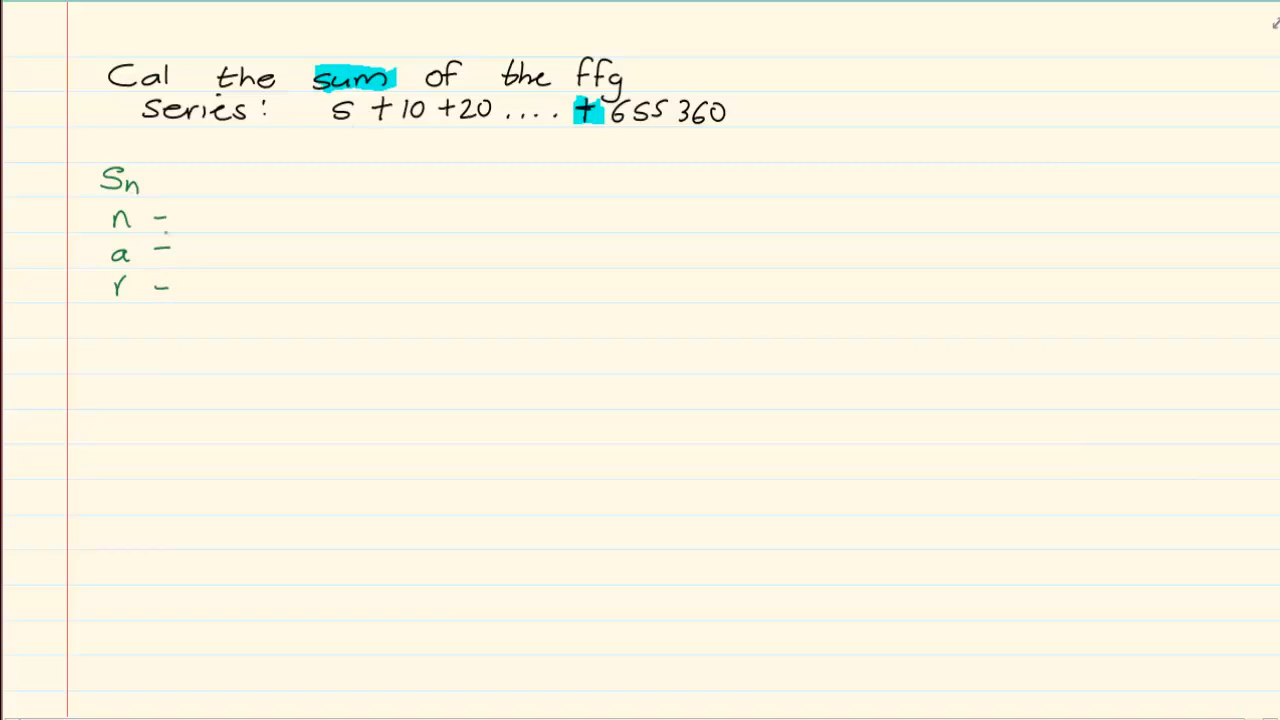 Cal the sum of the ffg
series: 5 + 10 + 20 .... + 655 360
Sn
n -
a =
r -